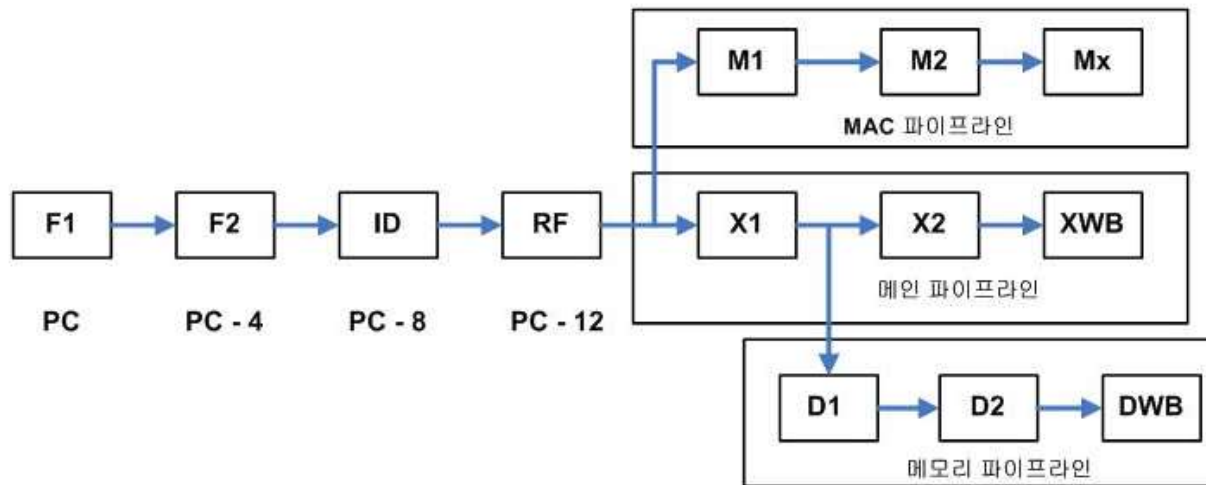 M1 M2 Mx
MAC 파이프라인
F1 F2 ID RF X1 X2 XWB
메인 파이프라인
PC PC - 4 PC - 8 PC - 12
D1 D2 DWB
메모리 파이프라인